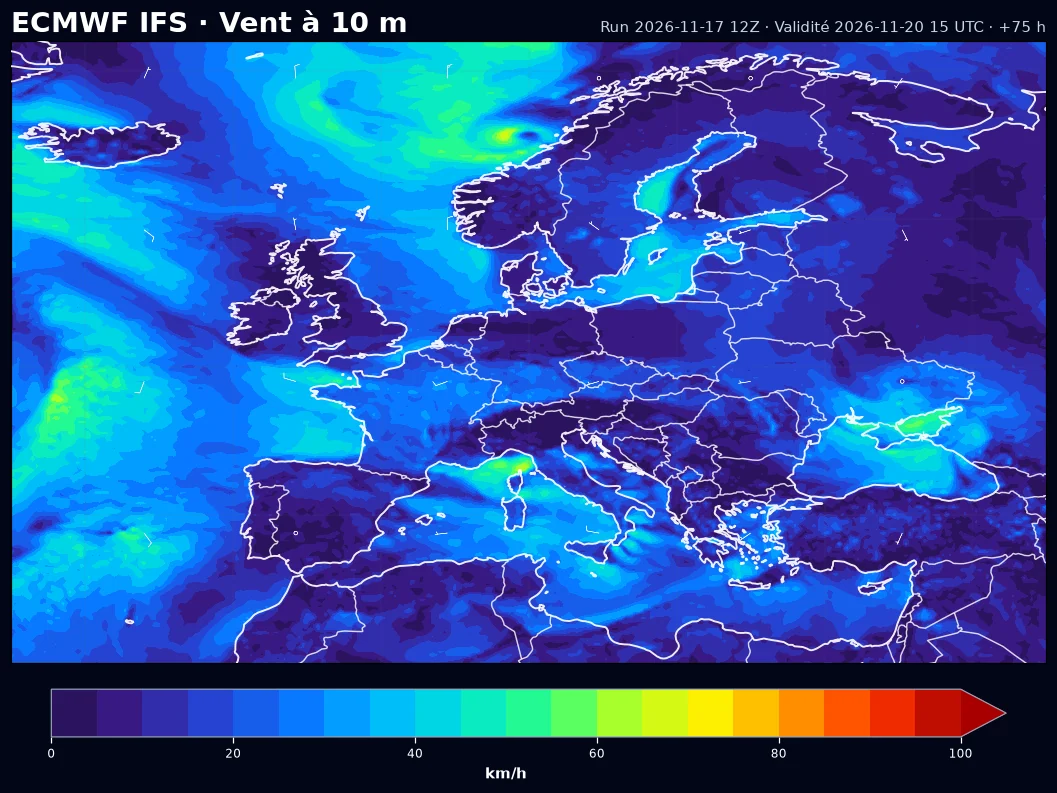 ECMWF IFS · Vent à 10 m
Run 2026-11-17 12Z · Validité 2026-11-20 15 UTC · +75 h
0 20 40 60 80 100
km/h